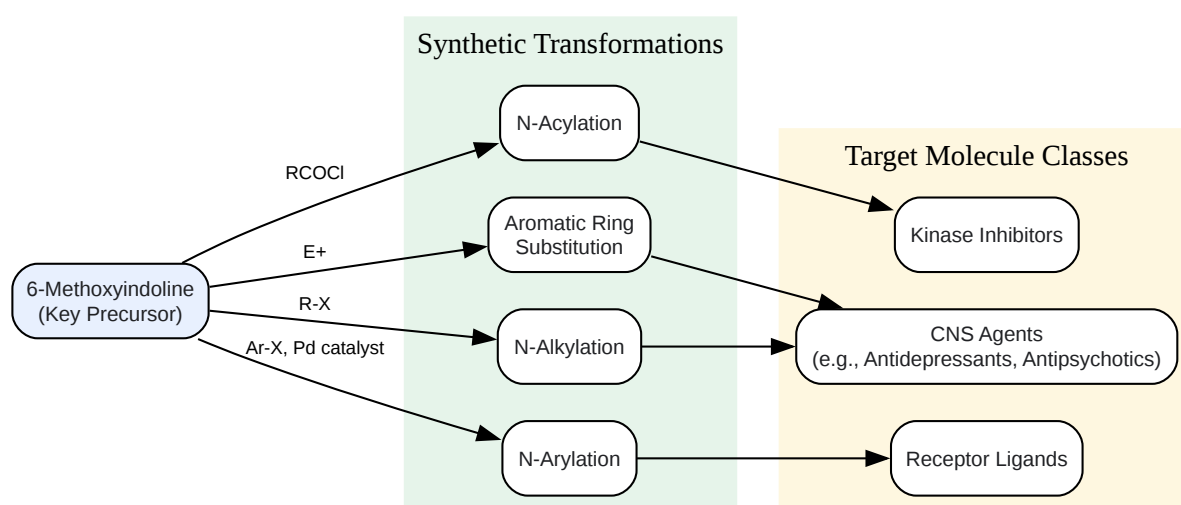 Synthetic Transformations
N-Acylation
Target Molecule Classes
RCOCl
Aromatic Ring
Substitution
Kinase Inhibitors
E+
6-Methoxyindoline
(Key Precursor)
R-X
Ar-X, Pd catalyst
N-Alkylation
CNS Agents
(e.g., Antidepressants, Antipsychotics)
N-Arylation
Receptor Ligands